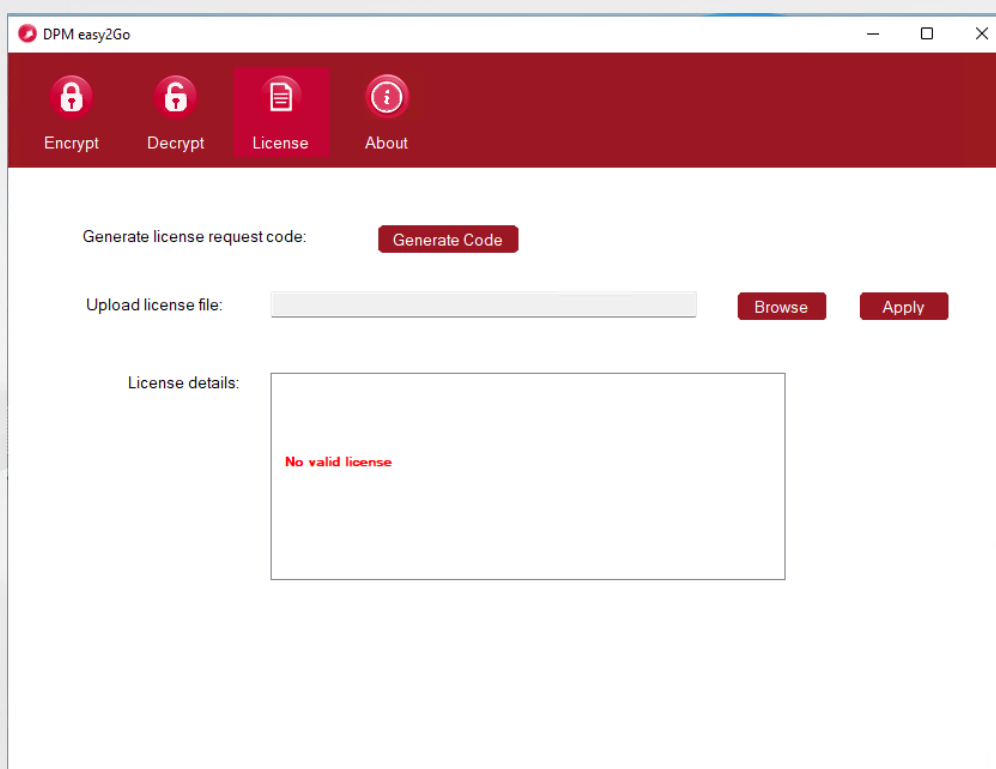 DPM easy2Go
Encrypt Decrypt License About
Generate license request code: Generate Code
Upload license file: Browse Apply
License details:
No valid license